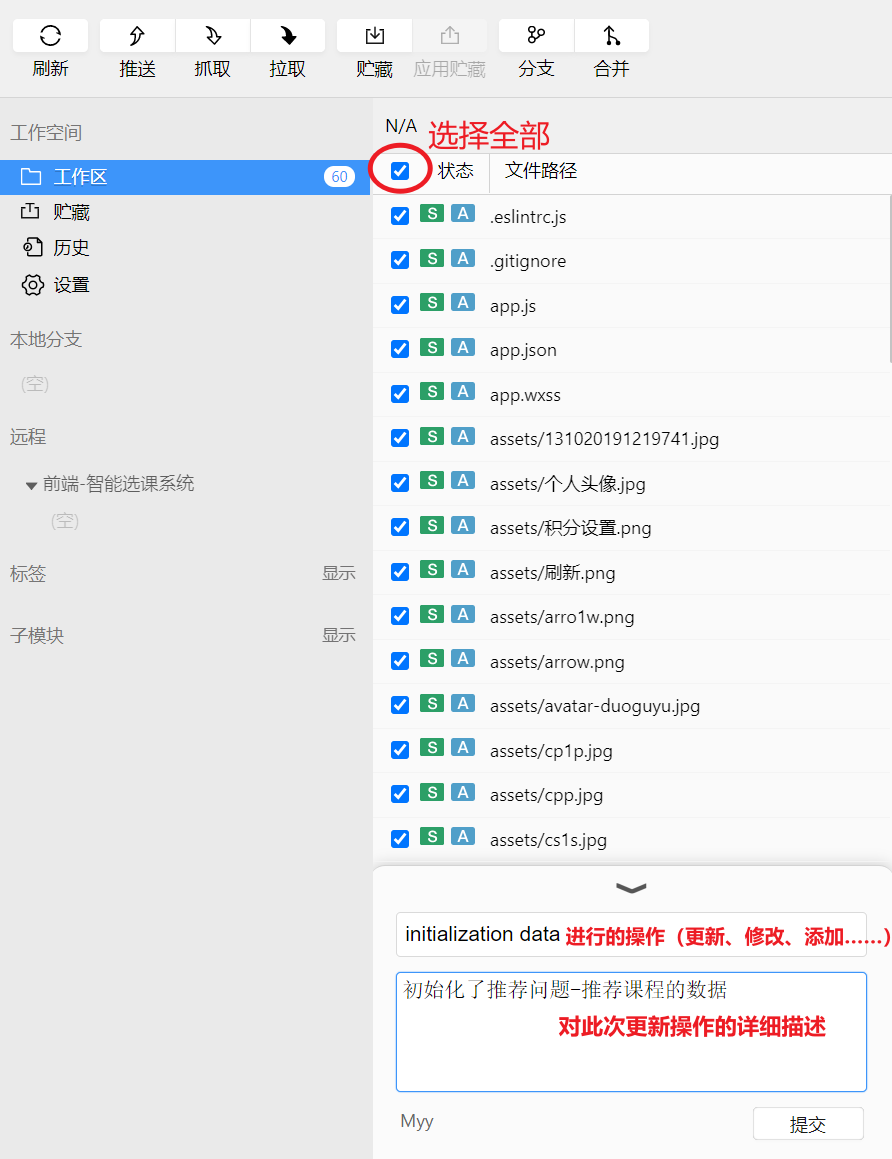 刷新 推送 抓取 拉取 贮藏 应用贮藏 分支 合并
工作空间
工作区 60
贮藏
历史
设置
本地分支
(空)
远程
前端-智能选课系统
(空)
标签 显示
子模块 显示
N/A 选择全部
状态 文件路径
S A .eslintrc.js
S A .gitignore
S A app.js
S A app.json
S A app.wxss
S A assets/131020191219741.jpg
S A assets/个人头像.jpg
S A assets/积分设置.png
S A assets/刷新.png
S A assets/arro1w.png
S A assets/arrow.png
S A assets/avatar-duoguyu.jpg
S A assets/cp1p.jpg
S A assets/cpp.jpg
S A assets/cs1s.jpg
initialization data 进行的操作（更新、修改、添加……）
初始化了推荐问题-推荐课程的数据
对此次更新操作的详细描述
Myy 提交